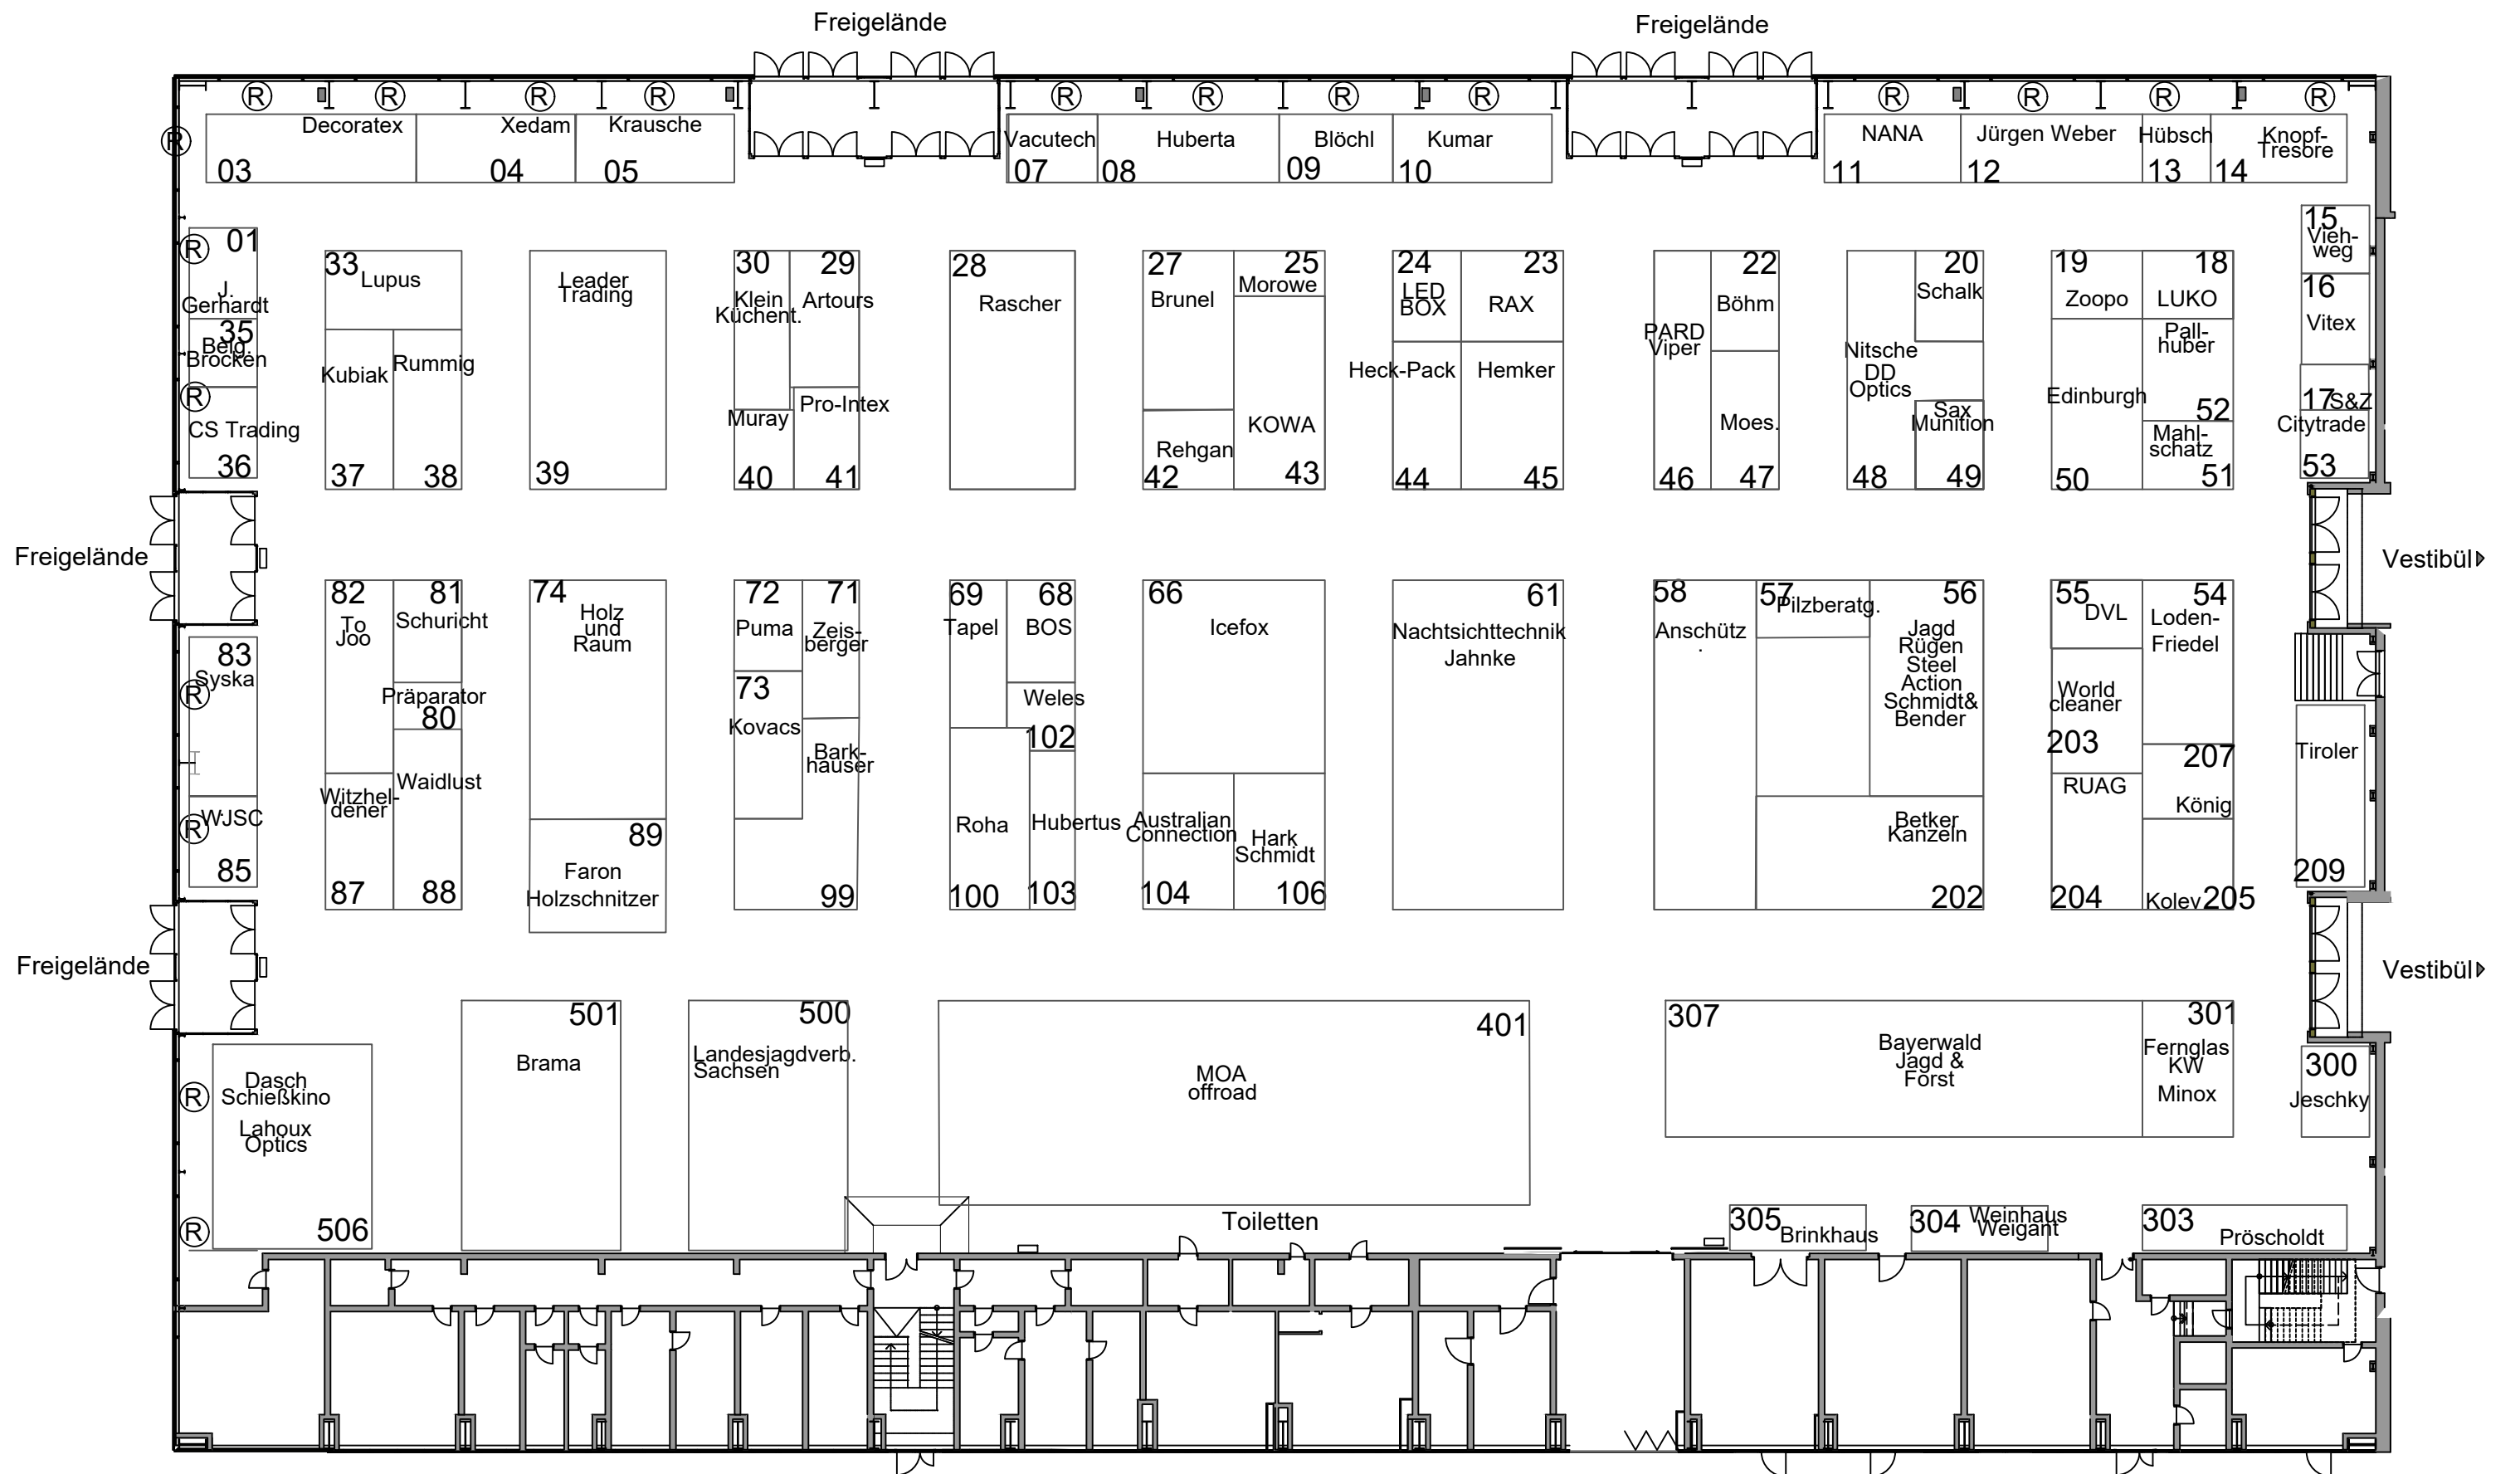 Freigelände
Freigelände
R R R R R R R R R R R R
R
Decoratex
03
Xedam
04
Krausche
05
Vacutech
07
Huberta
08
Blöchl
09
Kumar
10
NANA
11
Jürgen Weber
12
Hübsch
13
Knopf-
Tresore
14
R
01
J.
Gerhardt
35
Belg.
Brocken
R
CS Trading
36
33
Lupus
Kubiak
37
Rummig
38
Leader
Trading
39
30
Klein
Küchent.
29
Artours
Muray
40
Pro-Intex
41
28
Rascher
27
Brunel
25
Morowe
Rehgan
42
KOWA
43
24
LED
BOX
23
RAX
Heck-Pack
44
Hemker
45
PARD
Viper
46
22
Böhm
Moes.
47
Nitsche
DD
Optics
48
20
Schalk
Sax
Munition
49
19
Zoopo
18
LUKO
Edinburgh
50
Pall-
huber
52
Mahl-
schatz
51
15
Vieh-
weg
16
Vitex
17
S&Z
Citytrade
53
Freigelände
Vestibül
83
Syska
R
WJSC
R
85
82
To
Joo
81
Schuricht
Präparator
80
Witzhel-
dener
87
Waidlust
88
74
Holz
und
Raum
89
Faron
Holzschnitzer
72
Puma
71
Zeis-
berger
73
Kovacs
Bark-
hauser
99
69
Tapel
68
BOS
Weles
102
Roha
100
Hubertus
103
66
Icefox
Australian
Connection
104
Hark
Schmidt
106
61
Nachtsichttechnik
Jahnke
58
Anschütz
.
57
Pilzberatg.
56
Jagd
Rügen
Steel
Action
Schmidt&
Bender
Betker
Kanzeln
202
55
DVL
54
Loden-
Friedel
World
cleaner
203
207
König
RUAG
204
Kolev
205
Tiroler
209
Freigelände
Vestibül
R
Dasch
Schießkino
Lahoux
Optics
506
R
501
Brama
500
Landesjagdverb.
Sachsen
401
MOA
offroad
307
Bayerwald
Jagd &
Forst
301
Fernglas
KW
Minox
300
Jeschky
Toiletten
305
Brinkhaus
304
Weinhaus
Weigant
303
Pröscholdt